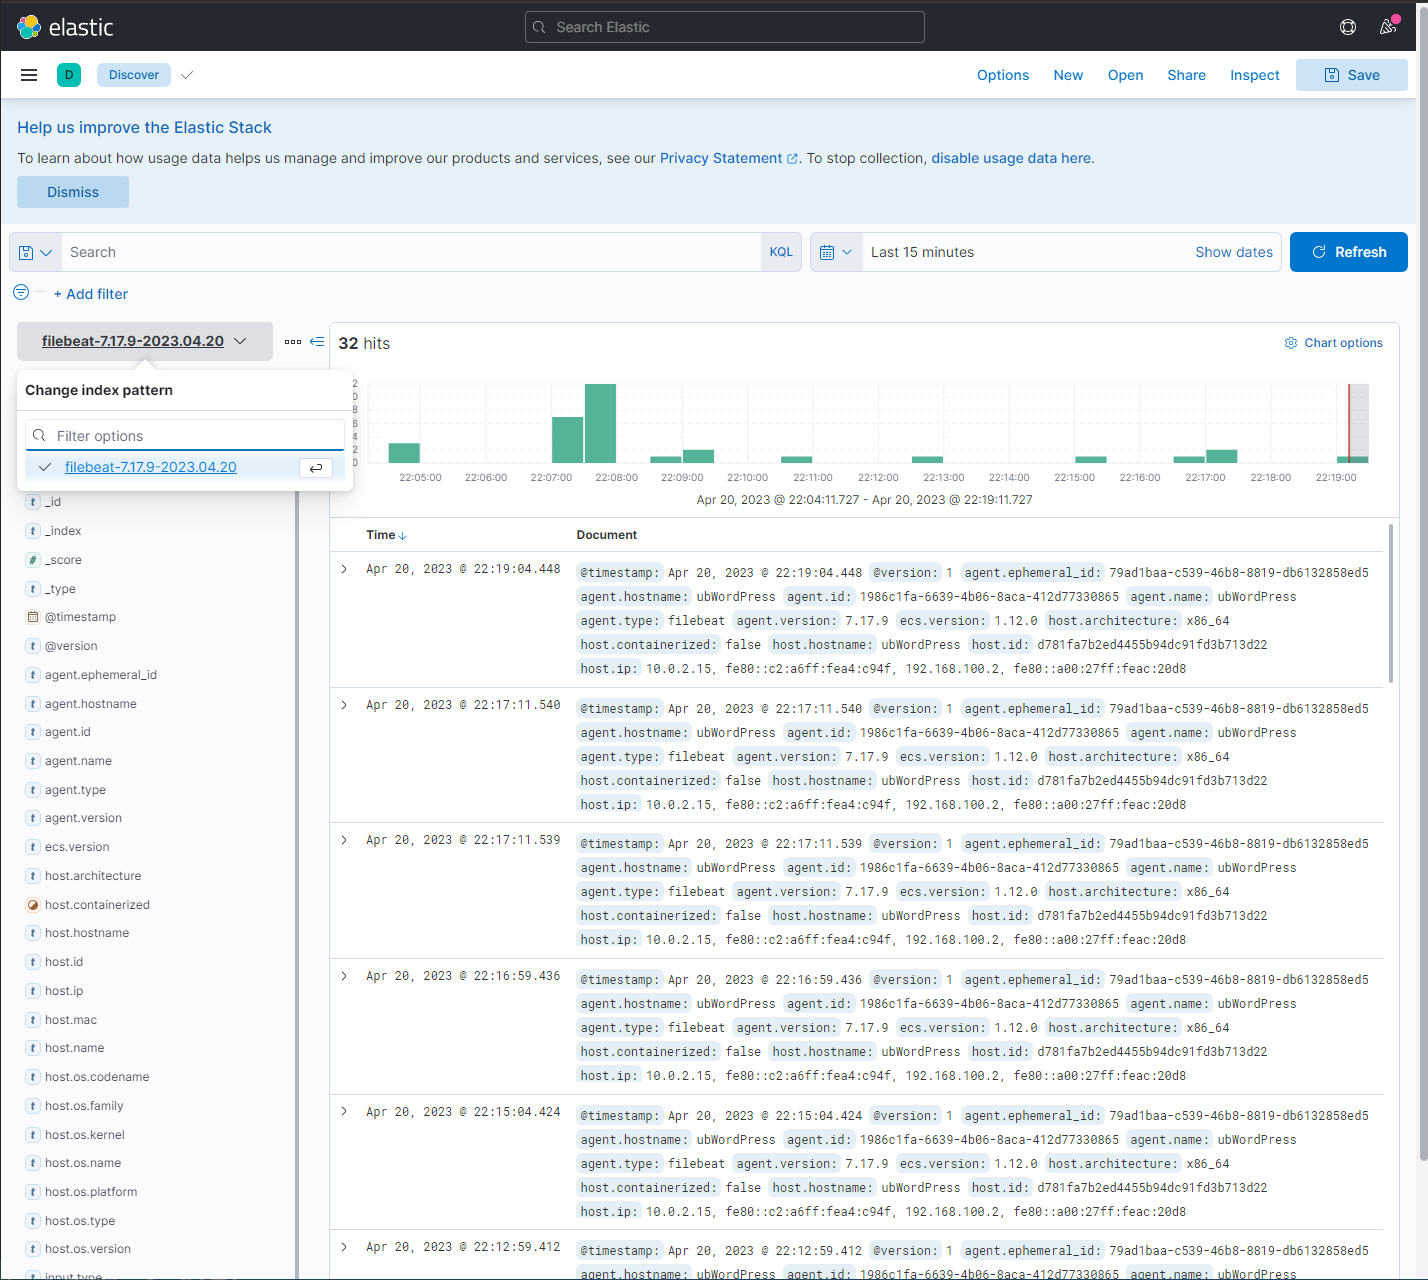 elastic
Search Elastic
D
Discover
Options
New
Open
Share
Inspect
Save
Help us improve the Elastic Stack
To learn about how usage data helps us manage and improve our products and services, see our Privacy Statement. To stop collection, disable usage data here.
Dismiss
Search
KQL
Last 15 minutes
Show dates
Refresh
+ Add filter
filebeat-7.17.9-2023.04.20
Change index pattern
Filter options
filebeat-7.17.9-2023.04.20
t _id
t _index
# _score
t _type
@timestamp
t @version
t agent.ephemeral_id
t agent.hostname
t agent.id
t agent.name
t agent.type
t agent.version
t ecs.version
t host.architecture
host.containerized
t host.hostname
t host.id
t host.ip
t host.mac
t host.name
t host.os.codename
t host.os.family
t host.os.kernel
t host.os.name
t host.os.platform
t host.os.type
t host.os.version
t input.type
32 hits
Chart options
2
0
8
6
4
2
0
22:05:00 22:06:00 22:07:00 22:08:00 22:09:00 22:10:00 22:11:00 22:12:00 22:13:00 22:14:00 22:15:00 22:16:00 22:17:00 22:18:00 22:19:00
Apr 20, 2023 @ 22:04:11.727 - Apr 20, 2023 @ 22:19:11.727
Time Document
Apr 20, 2023 @ 22:19:04.448
@timestamp: Apr 20, 2023 @ 22:19:04.448 @version: 1 agent.ephemeral_id: 79ad1baa-c539-46b8-8819-db6132858ed5
agent.hostname: ubWordPress agent.id: 1986c1fa-6639-4b06-8aca-412d77330865 agent.name: ubWordPress
agent.type: filebeat agent.version: 7.17.9 ecs.version: 1.12.0 host.architecture: x86_64
host.containerized: false host.hostname: ubWordPress host.id: d781fa7b2ed4455b94dc91fd3b713d22
host.ip: 10.0.2.15, fe80::c2:a6ff:fea4:c94f, 192.168.100.2, fe80::a00:27ff:feac:20d8
Apr 20, 2023 @ 22:17:11.540
@timestamp: Apr 20, 2023 @ 22:17:11.540 @version: 1 agent.ephemeral_id: 79ad1baa-c539-46b8-8819-db6132858ed5
agent.hostname: ubWordPress agent.id: 1986c1fa-6639-4b06-8aca-412d77330865 agent.name: ubWordPress
agent.type: filebeat agent.version: 7.17.9 ecs.version: 1.12.0 host.architecture: x86_64
host.containerized: false host.hostname: ubWordPress host.id: d781fa7b2ed4455b94dc91fd3b713d22
host.ip: 10.0.2.15, fe80::c2:a6ff:fea4:c94f, 192.168.100.2, fe80::a00:27ff:feac:20d8
Apr 20, 2023 @ 22:17:11.539
@timestamp: Apr 20, 2023 @ 22:17:11.539 @version: 1 agent.ephemeral_id: 79ad1baa-c539-46b8-8819-db6132858ed5
agent.hostname: ubWordPress agent.id: 1986c1fa-6639-4b06-8aca-412d77330865 agent.name: ubWordPress
agent.type: filebeat agent.version: 7.17.9 ecs.version: 1.12.0 host.architecture: x86_64
host.containerized: false host.hostname: ubWordPress host.id: d781fa7b2ed4455b94dc91fd3b713d22
host.ip: 10.0.2.15, fe80::c2:a6ff:fea4:c94f, 192.168.100.2, fe80::a00:27ff:feac:20d8
Apr 20, 2023 @ 22:16:59.436
@timestamp: Apr 20, 2023 @ 22:16:59.436 @version: 1 agent.ephemeral_id: 79ad1baa-c539-46b8-8819-db6132858ed5
agent.hostname: ubWordPress agent.id: 1986c1fa-6639-4b06-8aca-412d77330865 agent.name: ubWordPress
agent.type: filebeat agent.version: 7.17.9 ecs.version: 1.12.0 host.architecture: x86_64
host.containerized: false host.hostname: ubWordPress host.id: d781fa7b2ed4455b94dc91fd3b713d22
host.ip: 10.0.2.15, fe80::c2:a6ff:fea4:c94f, 192.168.100.2, fe80::a00:27ff:feac:20d8
Apr 20, 2023 @ 22:15:04.424
@timestamp: Apr 20, 2023 @ 22:15:04.424 @version: 1 agent.ephemeral_id: 79ad1baa-c539-46b8-8819-db6132858ed5
agent.hostname: ubWordPress agent.id: 1986c1fa-6639-4b06-8aca-412d77330865 agent.name: ubWordPress
agent.type: filebeat agent.version: 7.17.9 ecs.version: 1.12.0 host.architecture: x86_64
host.containerized: false host.hostname: ubWordPress host.id: d781fa7b2ed4455b94dc91fd3b713d22
host.ip: 10.0.2.15, fe80::c2:a6ff:fea4:c94f, 192.168.100.2, fe80::a00:27ff:feac:20d8
Apr 20, 2023 @ 22:12:59.412
@timestamp: Apr 20, 2023 @ 22:12:59.412 @version: 1 agent.ephemeral_id: 79ad1baa-c539-46b8-8819-db6132858ed5
agent.hostname: ubWordPress agent.id: 1986c1fa-6639-4b06-8aca-412d77330865 agent.name: ubWordPress